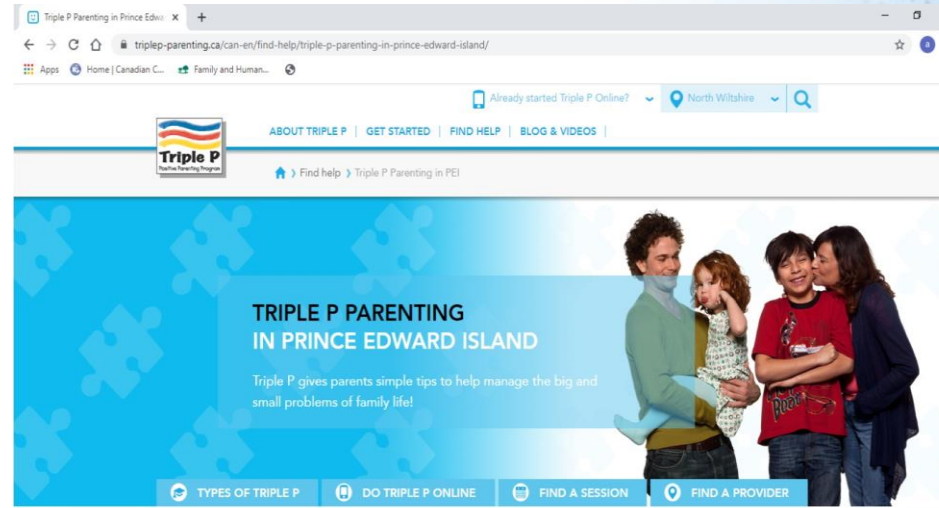 Triple P Parenting in Prince Edwa
triplep-parenting.ca/can-en/find-help/triple-p-parenting-in-prince-edward-island/
a
Apps Home | Canadian C... Family and Human...
Already started Triple P Online? North Wiltshire
ABOUT TRIPLE P | GET STARTED | FIND HELP | BLOG & VIDEOS |
Triple P
Positive Parenting Program
Find help Triple P Parenting in PEI
TRIPLE P PARENTING
IN PRINCE EDWARD ISLAND
Triple P gives parents simple tips to help manage the big and
small problems of family life!
TYPES OF TRIPLE P DO TRIPLE P ONLINE FIND A SESSION FIND A PROVIDER